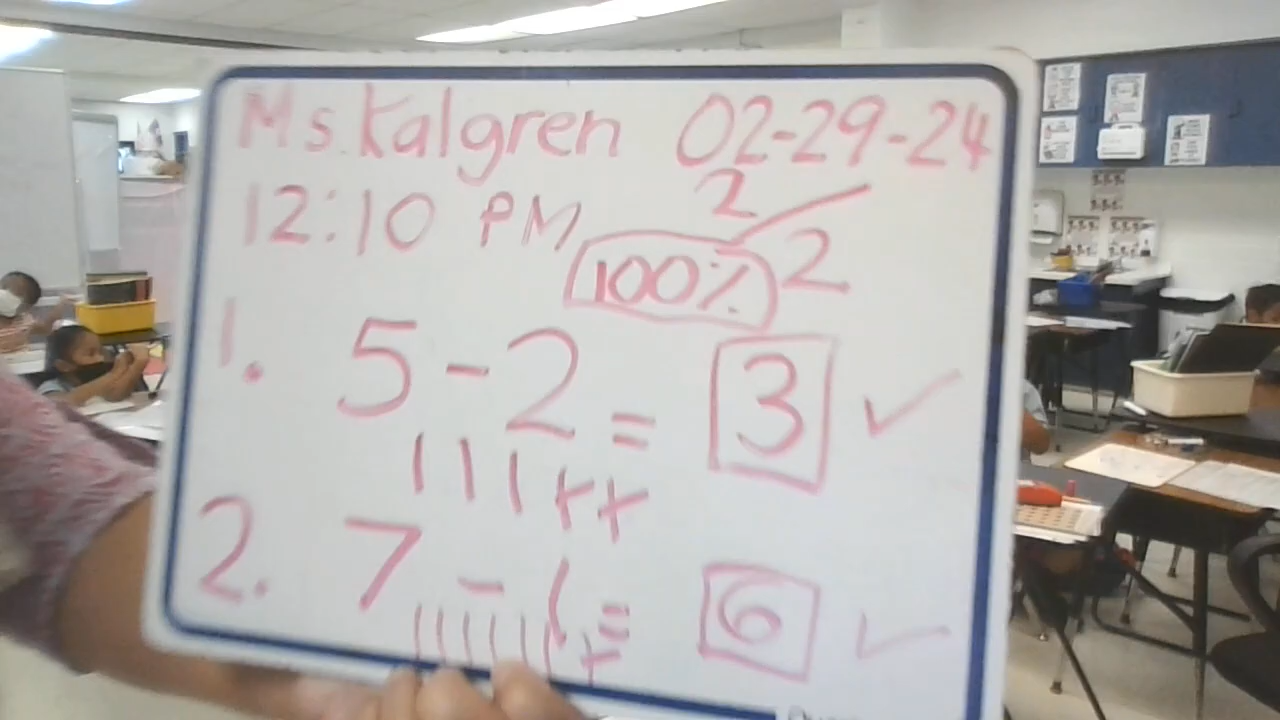 Ms. Kalgren 02-29-24
12:10 PM 2/2
100%
1. 5 - 2 = 3 ✓
2. 7 - 1 = 6 ✓